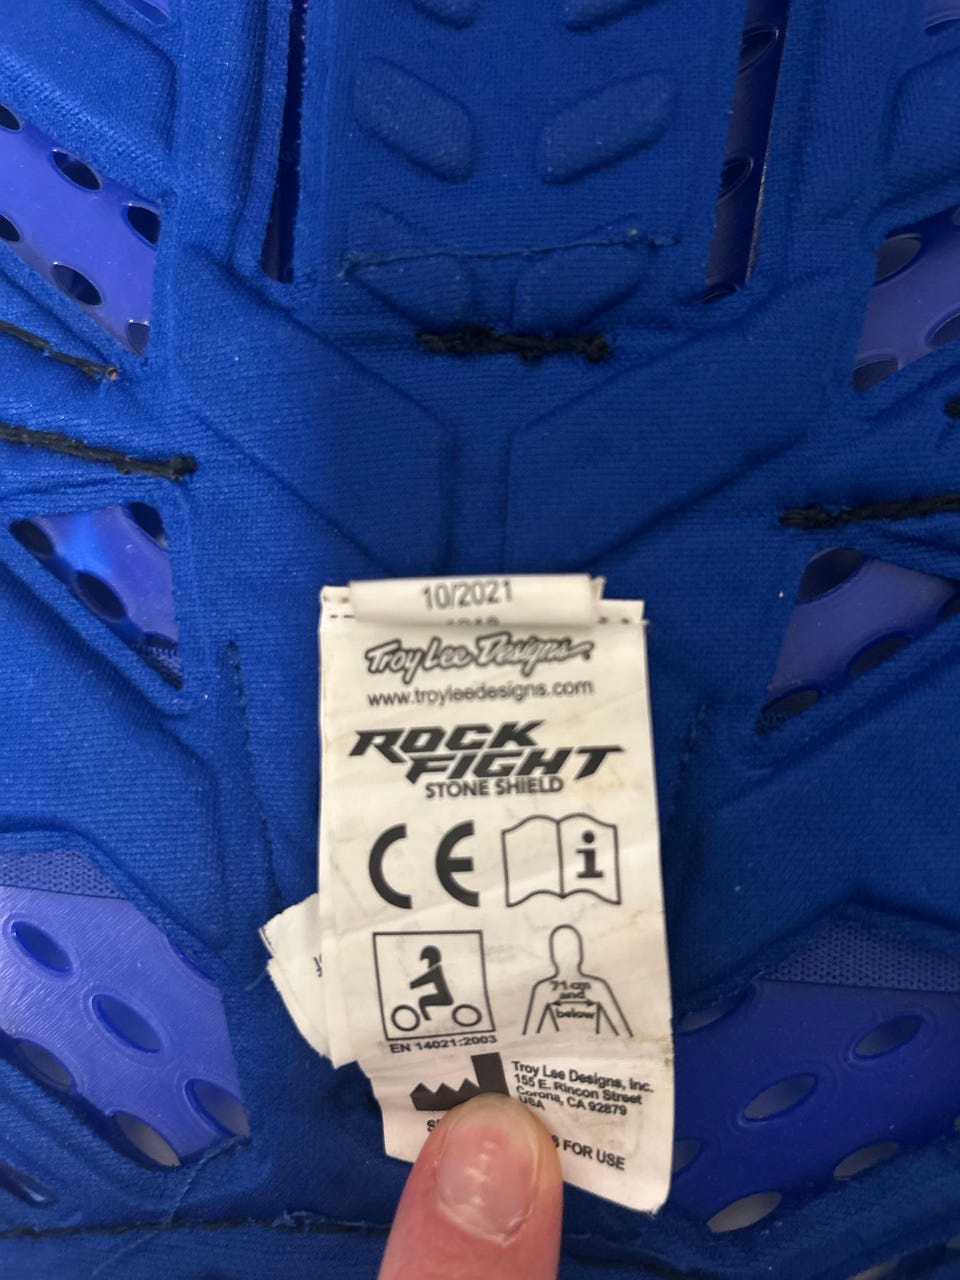 10/2021
Troy Lee Designs
www.troyleedesigns.com
ROCK
FIGHT
STONE SHIELD
CE
i
71 cm
and
below
EN 14021:2003
Troy Lee Designs, Inc.
155 E. Rincon Street
Corona, CA 92879
USA
FOR USE